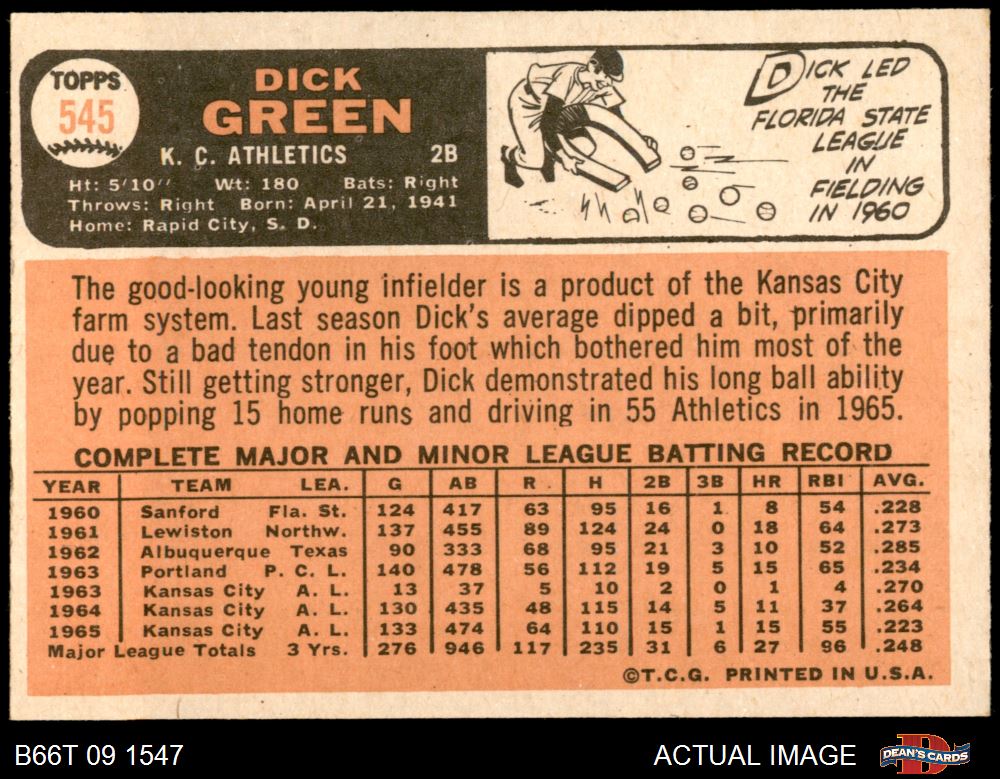 TOPPS
545
DICK
GREEN
K. C. ATHLETICS 2B
Ht: 5'10" Wt: 180 Bats: Right
Throws: Right Born: April 21, 1941
Home: Rapid City, S. D.
DICK LED
THE
FLORIDA STATE
LEAGUE
IN
FIELDING
IN 1960
The good-looking young infielder is a product of the Kansas City
farm system. Last season Dick's average dipped a bit, primarily
due to a bad tendon in his foot which bothered him most of the
year. Still getting stronger, Dick demonstrated his long ball ability
by popping 15 home runs and driving in 55 Athletics in 1965.
COMPLETE MAJOR AND MINOR LEAGUE BATTING RECORD
YEAR TEAM LEA. G AB R H 2B 3B HR RBI AVG.
1960 Sanford Fla. St. 124 417 63 95 16 1 8 54 .228
1961 Lewiston Northw. 137 455 89 124 24 0 18 64 .273
1962 Albuquerque Texas 90 333 68 95 21 3 10 52 .285
1963 Portland P. C. L. 140 478 56 112 19 5 15 65 .234
1963 Kansas City A. L. 13 37 5 10 2 0 1 4 .270
1964 Kansas City A. L. 130 435 48 115 14 5 11 37 .264
1965 Kansas City A. L. 133 474 64 110 15 1 15 55 .223
Major League Totals 3 Yrs. 276 946 117 235 31 6 27 96 .248
©T.C.G. PRINTED IN U.S.A.
B66T 09 1547 ACTUAL IMAGE DEAN'S CARDS